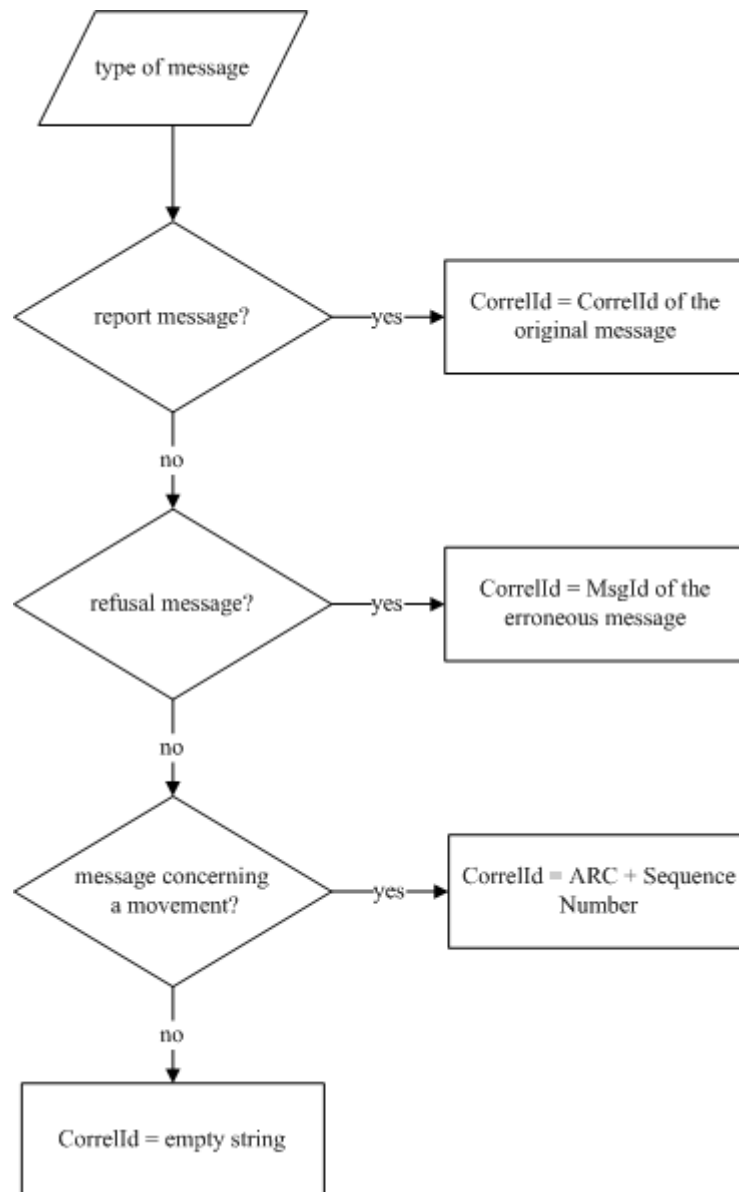 type of message
report message?
yes
CorrelId = CorrelId of the
original message
no
refusal message?
yes
CorrelId = MsgId of the
erroneous message
no
message concerning
a movement?
yes
CorrelId = ARC + Sequence
Number
no
CorrelId = empty string